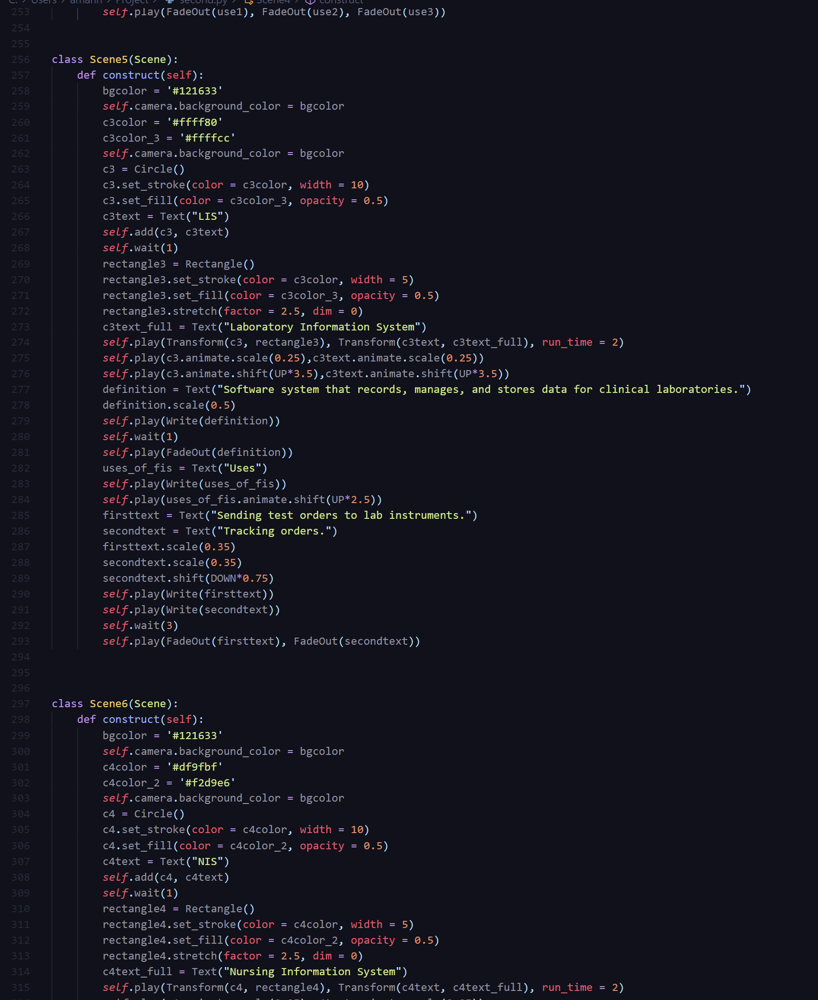 C: > Users > amann > Project > second.py > Scene4 > construct
253 self.play(FadeOut(use1), FadeOut(use2), FadeOut(use3))
254
255
256 class Scene5(Scene):
257 def construct(self):
258 bgcolor = '#121633'
259 self.camera.background_color = bgcolor
260 c3color = '#ffff80'
261 c3color_3 = '#ffffcc'
262 self.camera.background_color = bgcolor
263 c3 = Circle()
264 c3.set_stroke(color = c3color, width = 10)
265 c3.set_fill(color = c3color_3, opacity = 0.5)
266 c3text = Text("LIS")
267 self.add(c3, c3text)
268 self.wait(1)
269 rectangle3 = Rectangle()
270 rectangle3.set_stroke(color = c3color, width = 5)
271 rectangle3.set_fill(color = c3color_3, opacity = 0.5)
272 rectangle3.stretch(factor = 2.5, dim = 0)
273 c3text_full = Text("Laboratory Information System")
274 self.play(Transform(c3, rectangle3), Transform(c3text, c3text_full), run_time = 2)
275 self.play(c3.animate.scale(0.25),c3text.animate.scale(0.25))
276 self.play(c3.animate.shift(UP*3.5),c3text.animate.shift(UP*3.5))
277 definition = Text("Software system that records, manages, and stores data for clinical laboratories.")
278 definition.scale(0.5)
279 self.play(Write(definition))
280 self.wait(1)
281 self.play(FadeOut(definition))
282 uses_of_fis = Text("Uses")
283 self.play(Write(uses_of_fis))
284 self.play(uses_of_fis.animate.shift(UP*2.5))
285 firsttext = Text("Sending test orders to lab instruments.")
286 secondtext = Text("Tracking orders.")
287 firsttext.scale(0.35)
288 secondtext.scale(0.35)
289 secondtext.shift(DOWN*0.75)
290 self.play(Write(firsttext))
291 self.play(Write(secondtext))
292 self.wait(3)
293 self.play(FadeOut(firsttext), FadeOut(secondtext))
294
295
296
297 class Scene6(Scene):
298 def construct(self):
299 bgcolor = '#121633'
300 self.camera.background_color = bgcolor
301 c4color = '#df9fbf'
302 c4color_2 = '#f2d9e6'
303 self.camera.background_color = bgcolor
304 c4 = Circle()
305 c4.set_stroke(color = c4color, width = 10)
306 c4.set_fill(color = c4color_2, opacity = 0.5)
307 c4text = Text("NIS")
308 self.add(c4, c4text)
309 self.wait(1)
310 rectangle4 = Rectangle()
311 rectangle4.set_stroke(color = c4color, width = 5)
312 rectangle4.set_fill(color = c4color_2, opacity = 0.5)
313 rectangle4.stretch(factor = 2.5, dim = 0)
314 c4text_full = Text("Nursing Information System")
315 self.play(Transform(c4, rectangle4), Transform(c4text, c4text_full), run_time = 2)